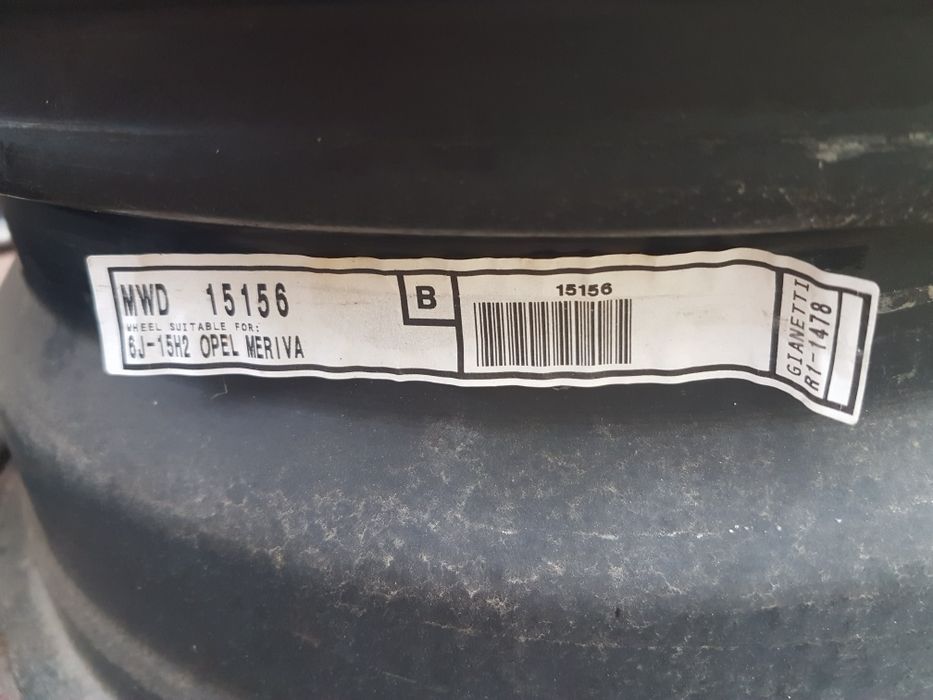 MWD 15156
WHEEL SUITABLE FOR:
6J-15H2 OPEL MERIVA
B
15156
GIANETTI
R1-1478